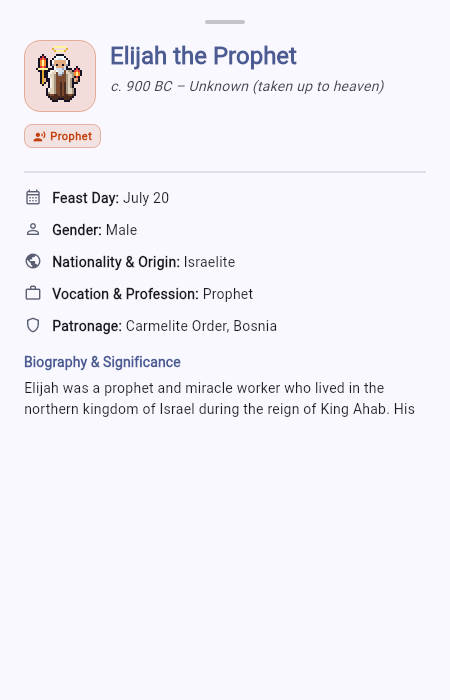 Elijah the Prophet
c. 900 BC – Unknown (taken up to heaven)
Prophet
Feast Day: July 20
Gender: Male
Nationality & Origin: Israelite
Vocation & Profession: Prophet
Patronage: Carmelite Order, Bosnia
Biography & Significance
Elijah was a prophet and miracle worker who lived in the
northern kingdom of Israel during the reign of King Ahab. His